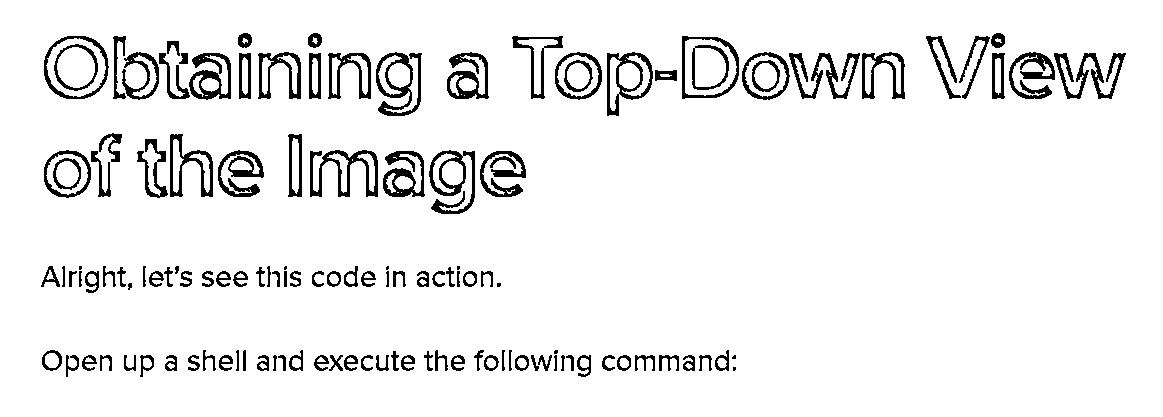 Obtaining a Top-Down View
of the Image
Alright, let's see this code in action.
Open up a shell and execute the following command: